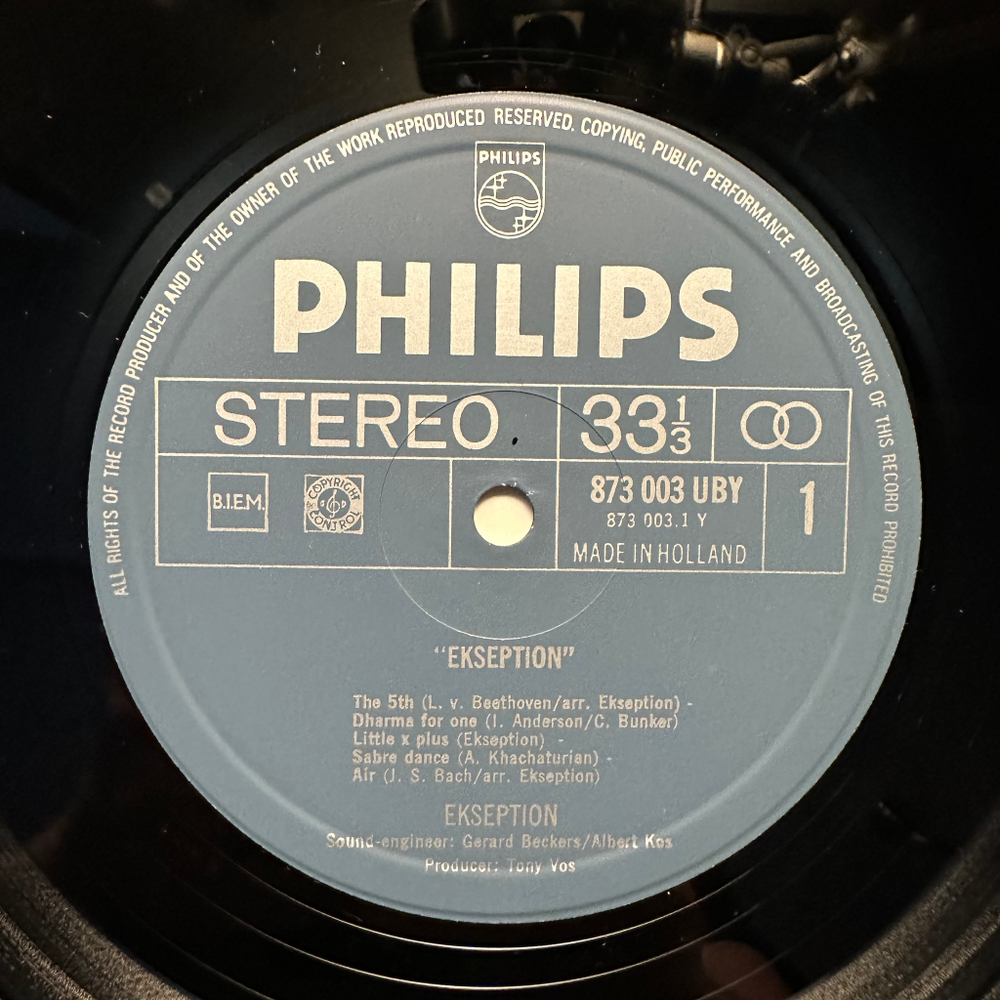 ALL RIGHTS OF THE RECORD PRODUCER AND OF THE OWNER OF THE WORK REPRODUCED RESERVED. COPYING, PUBLIC PERFORMANCE AND BROADCASTING OF THIS RECORD PROHIBITED
PHILIPS
PHILIPS
STEREO 33 1/3
B.I.E.M. COPYRIGHT CONTROL 873 003 UBY 1
873 003.1 Y
MADE IN HOLLAND
“EKSEPTION”
The 5th (L. v. Beethoven/arr. Ekseption) -
Dharma for one (I. Anderson/C. Bunker)
Little x plus (Ekseption) -
Sabre dance (A. Khachaturian) -
Air (J. S. Bach/arr. Ekseption)
EKSEPTION
Sound-engineer: Gerard Beckers/Albert Kos
Producer: Tony Vos